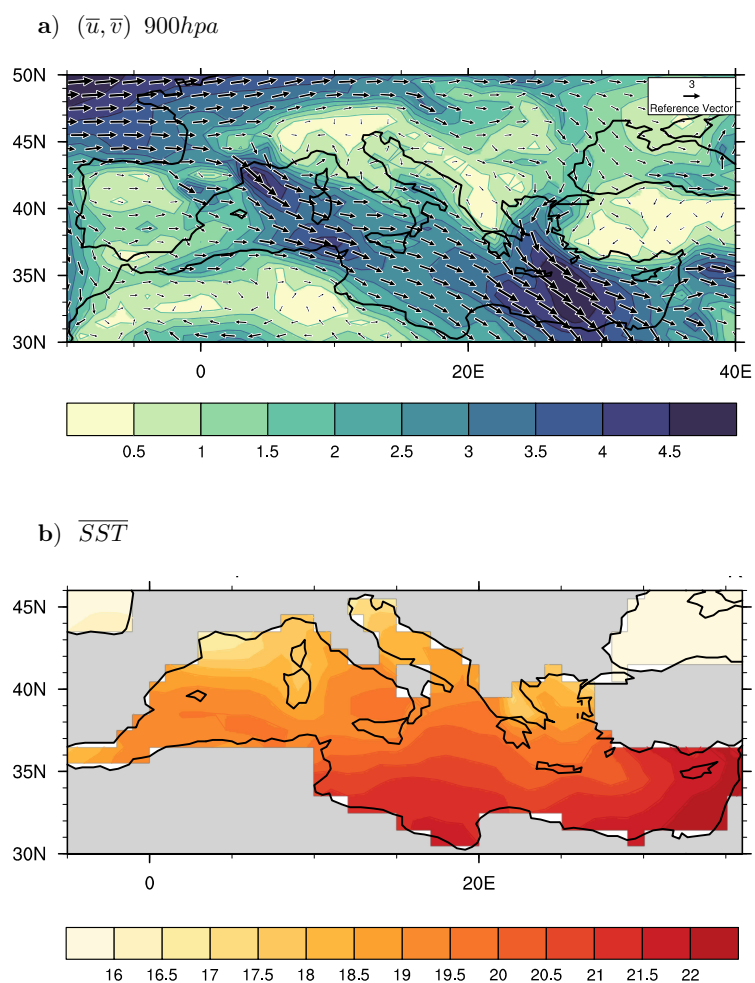 a) (u̅, v̅) 900hpa
50N
45N
40N
35N
30N
3
Reference Vector
0 20E 40E
0.5 1 1.5 2 2.5 3 3.5 4 4.5
b) S̅S̅T̅
45N
40N
35N
30N
0 20E
16 16.5 17 17.5 18 18.5 19 19.5 20 20.5 21 21.5 22